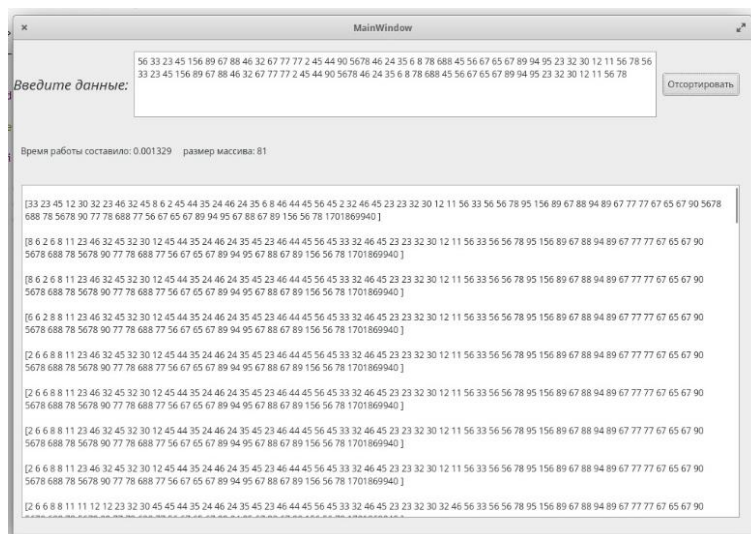 MainWindow
56 33 23 45 156 89 67 88 46 32 67 77 77 2 45 44 90 5678 46 24 35 6 8 78 688 45 56 67 65 67 89 94 95 23 32 30 12 11 56 78 56
33 23 45 156 89 67 88 46 32 67 77 77 2 45 44 90 5678 46 24 35 6 8 78 688 45 56 67 65 67 89 94 95 23 32 30 12 11 56 78
Введите данные:
Отсортировать
Время работы составило: 0.001329 размер массива: 81
[33 23 45 12 30 32 23 46 32 45 8 6 2 45 44 35 24 46 24 35 6 8 46 44 45 56 45 2 32 46 45 23 23 32 30 12 11 56 33 56 56 78 95 156 89 67 88 94 89 67 77 77 67 65 67 90 5678
688 78 5678 90 77 78 688 77 56 67 65 67 89 94 95 67 88 67 89 156 56 78 1701869940 ]
[8 6 2 6 8 11 23 46 32 45 32 30 12 45 44 35 24 46 24 35 45 23 46 44 45 56 45 33 32 46 45 23 23 32 30 12 11 56 33 56 56 78 95 156 89 67 88 94 89 67 77 77 67 65 67 90
5678 688 78 5678 90 77 78 688 77 56 67 65 67 89 94 95 67 88 67 89 156 56 78 1701869940 ]
[8 6 2 6 8 11 23 46 32 45 32 30 12 45 44 35 24 46 24 35 45 23 46 44 45 56 45 33 32 46 45 23 23 32 30 12 11 56 33 56 56 78 95 156 89 67 88 94 89 67 77 77 67 65 67 90
5678 688 78 5678 90 77 78 688 77 56 67 65 67 89 94 95 67 88 67 89 156 56 78 1701869940 ]
[6 6 2 8 8 11 23 46 32 45 32 30 12 45 44 35 24 46 24 35 45 23 46 44 45 56 45 33 32 46 45 23 23 32 30 12 11 56 33 56 56 78 95 156 89 67 88 94 89 67 77 77 67 65 67 90
5678 688 78 5678 90 77 78 688 77 56 67 65 67 89 94 95 67 88 67 89 156 56 78 1701869940 ]
[2 6 6 8 8 11 23 46 32 45 32 30 12 45 44 35 24 46 24 35 45 23 46 44 45 56 45 33 32 46 45 23 23 32 30 12 11 56 33 56 56 78 95 156 89 67 88 94 89 67 77 77 67 65 67 90
5678 688 78 5678 90 77 78 688 77 56 67 65 67 89 94 95 67 88 67 89 156 56 78 1701869940 ]
[2 6 6 8 8 11 23 46 32 45 32 30 12 45 44 35 24 46 24 35 45 23 46 44 45 56 45 33 32 46 45 23 23 32 30 12 11 56 33 56 56 78 95 156 89 67 88 94 89 67 77 77 67 65 67 90
5678 688 78 5678 90 77 78 688 77 56 67 65 67 89 94 95 67 88 67 89 156 56 78 1701869940 ]
[2 6 6 8 8 11 23 46 32 45 32 30 12 45 44 35 24 46 24 35 45 23 46 44 45 56 45 33 32 46 45 23 23 32 30 12 11 56 33 56 56 78 95 156 89 67 88 94 89 67 77 77 67 65 67 90
5678 688 78 5678 90 77 78 688 77 56 67 65 67 89 94 95 67 88 67 89 156 56 78 1701869940 ]
[2 6 6 8 8 11 23 46 32 45 32 30 12 45 44 35 24 46 24 35 45 23 46 44 45 56 45 33 32 46 45 23 23 32 30 12 11 56 33 56 56 78 95 156 89 67 88 94 89 67 77 77 67 65 67 90
5678 688 78 5678 90 77 78 688 77 56 67 65 67 89 94 95 67 88 67 89 156 56 78 1701869940 ]
[2 6 6 8 8 11 11 12 12 23 32 30 45 45 44 35 24 46 24 35 45 23 46 44 45 56 45 33 32 46 45 23 23 32 30 32 46 56 33 56 56 78 95 156 89 67 88 94 89 67 77 77 67 65 67 90